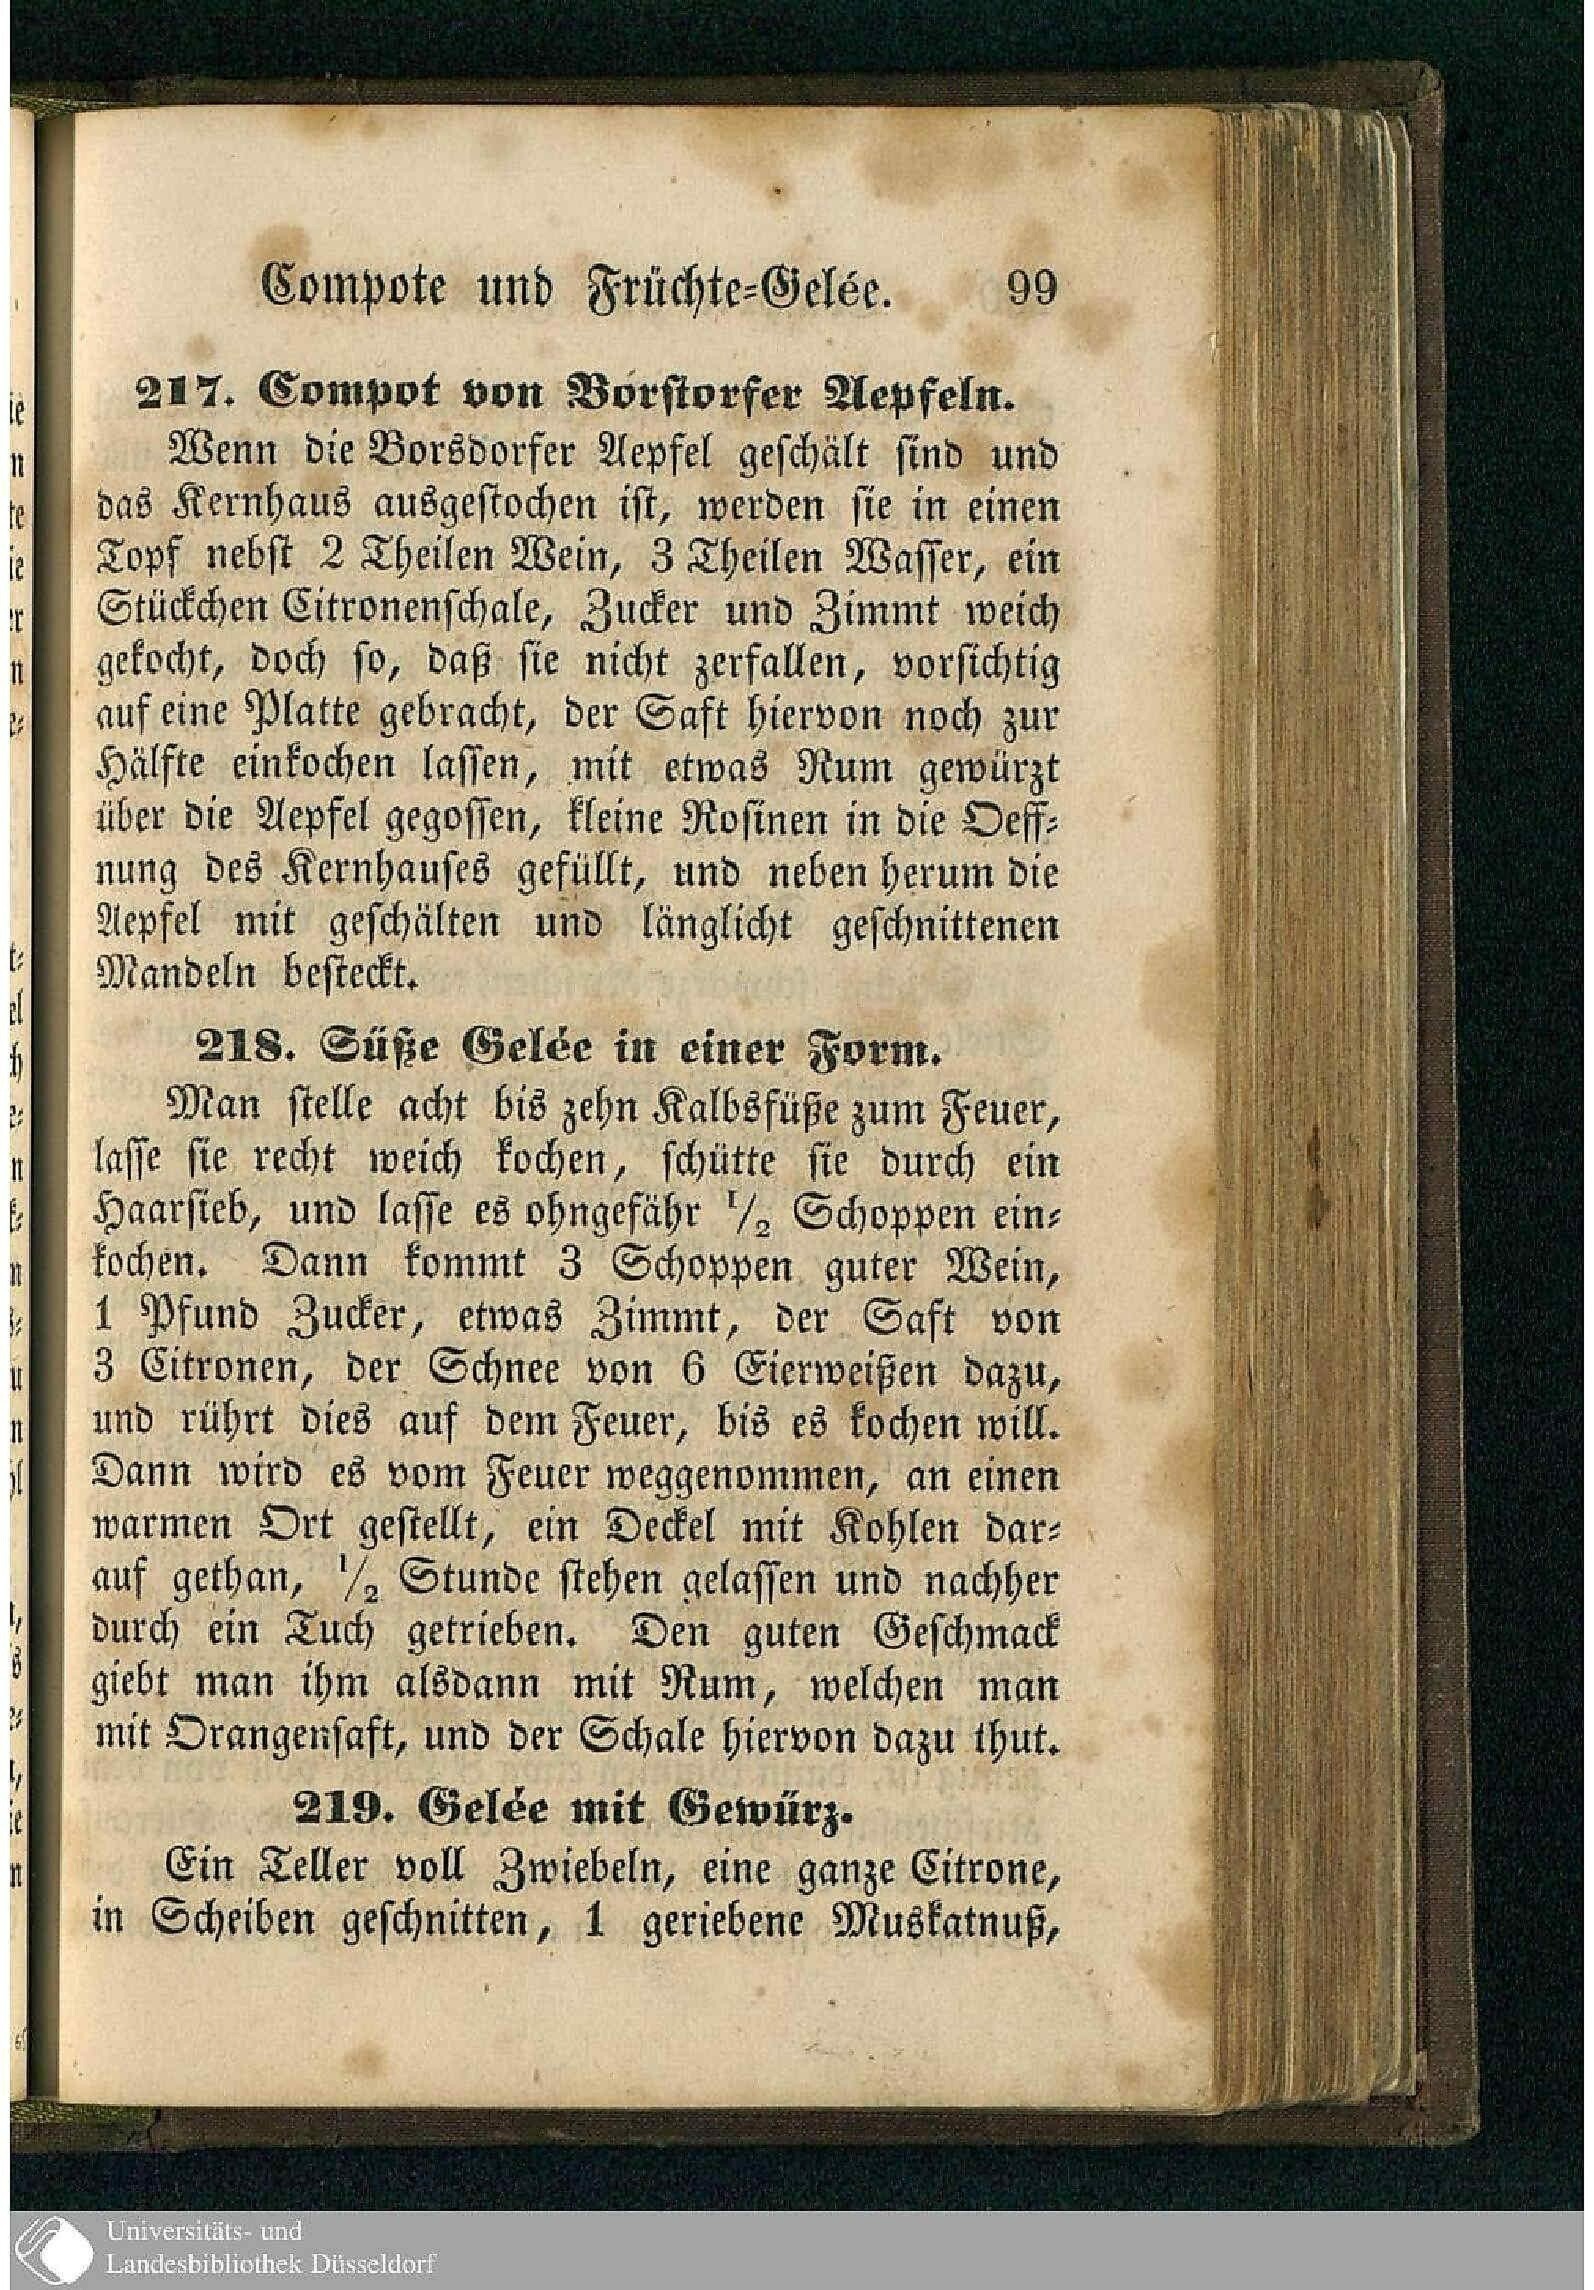 Compote und Früchte-Gelée. 99
217. Compot von Borstorfer Aepfeln.
Wenn die Borsdorfer Aepfel geschält sind und
das Kernhaus ausgestochen ist, werden sie in einen
Topf nebst 2 Theilen Wein, 3 Theilen Wasser, ein
Stückchen Citronenschale, Zucker und Zimmt weich
gekocht, doch so, daß sie nicht zerfallen, vorsichtig
auf eine Platte gebracht, der Saft hiervon noch zur
Hälfte einkochen lassen, mit etwas Rum gewürzt
über die Aepfel gegossen, kleine Rosinen in die Oeff-
nung des Kernhauses gefüllt, und neben herum die
Aepfel mit geschälten und länglicht geschnittenen
Mandeln besteckt.
218. Süße Gelée in einer Form.
Man stelle acht bis zehn Kalbsfüße zum Feuer,
lasse sie recht weich kochen, schütte sie durch ein
Haarsieb, und lasse es ohngefähr 1/2 Schoppen ein-
kochen. Dann kommt 3 Schoppen guter Wein,
1 Pfund Zucker, etwas Zimmt, der Saft von
3 Citronen, der Schnee von 6 Eierweißen dazu,
und rührt dies auf dem Feuer, bis es kochen will.
Dann wird es vom Feuer weggenommen, an einen
warmen Ort gestellt, ein Deckel mit Kohlen dar-
auf gethan, 1/2 Stunde stehen gelassen und nachher
durch ein Tuch getrieben. Den guten Geschmack
giebt man ihm alsdann mit Rum, welchen man
mit Orangensaft, und der Schale hiervon dazu thut.
219. Gelée mit Gewürz.
Ein Teller voll Zwiebeln, eine ganze Citrone,
in Scheiben geschnitten, 1 geriebene Muskatnuß,
Universitäts- und
Landesbibliothek Düsseldorf